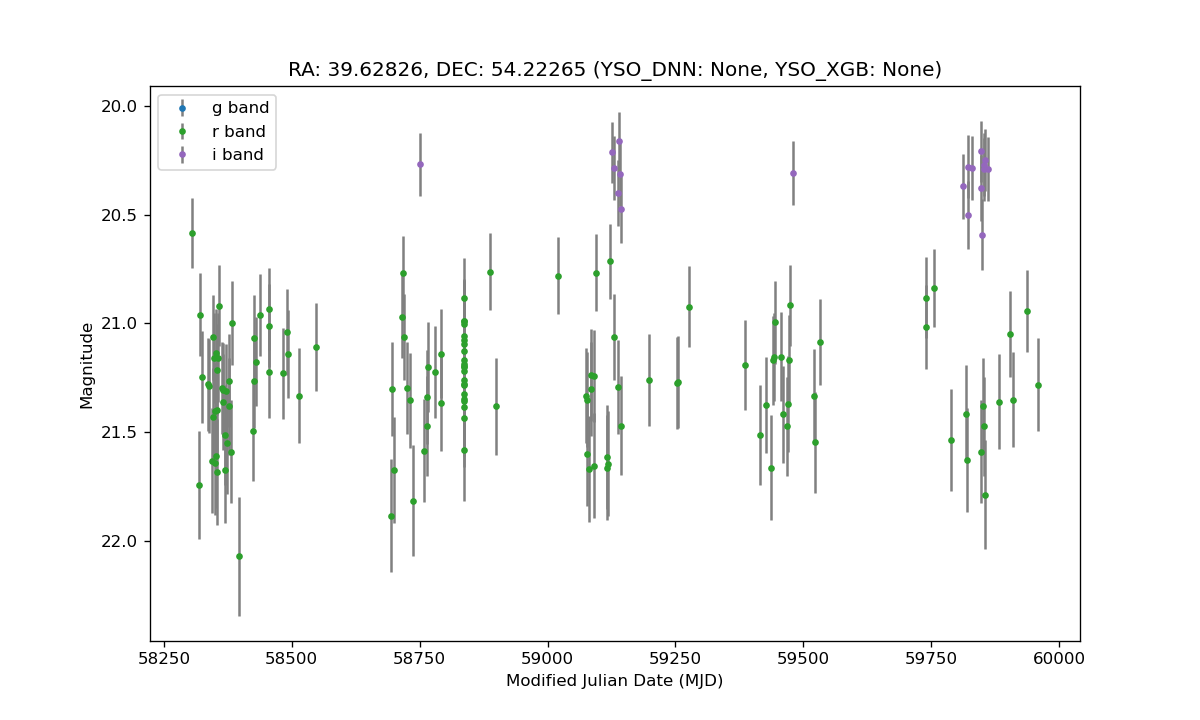 RA: 39.62826, DEC: 54.22265 (YSO_DNN: None, YSO_XGB: None)
g band
r band
i band
20.0
20.5
21.0
21.5
22.0
Magnitude
58250 58500 58750 59000 59250 59500 59750 60000
Modified Julian Date (MJD)